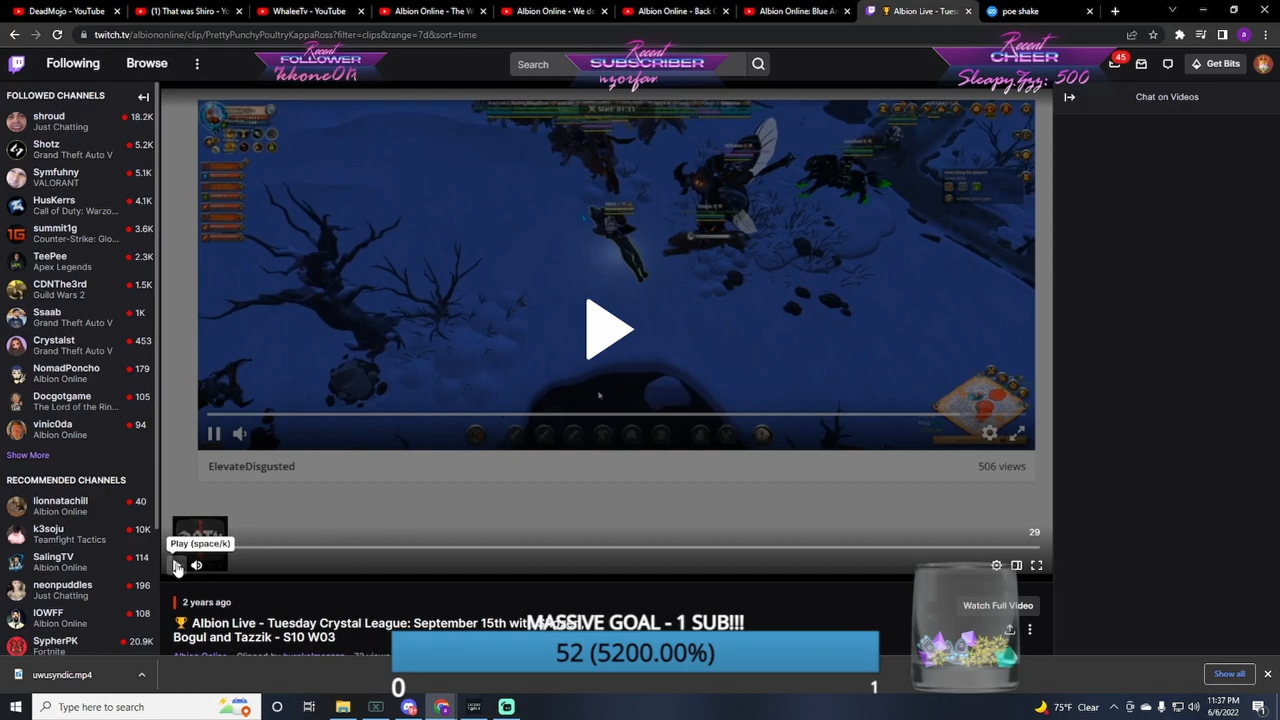 DeadMojo - YouTube
(1) That was Shiro - Yo
WhaleeTv - YouTube
Albion Online - The W
Albion Online - We do
Albion Online - Back O
Albion Online: Blue A
Albion Live - Tuesda
poe shake
twitch.tv/albiononline/clip/PrettyPunchyPoultryKappaRoss?filter=clips&range=7d&sort=time
Following
Browse
Recent
FOLLOWER
Search
Recent
SUBSCRIBER
Recent
CHEER
SleapyTzz: 500
45
Get Bits
FOLLOWED CHANNELS
shroud
Just Chatting
18.2K
Shotz
Grand Theft Auto V
5.2K
Syrifuhny
VALORANT
5.1K
HusKerrs
Call of Duty: Warzo...
4.1K
summit1g
Counter-Strike: Glo...
3.6K
TeePee
Apex Legends
2.3K
CDNThe3rd
Guild Wars 2
1.5K
Ssaab
Grand Theft Auto V
1K
Crystalst
Grand Theft Auto V
453
NomadPoncho
Albion Online
179
Docgotgame
The Lord of the Rin...
105
vinic0da
Albion Online
94
Show More
RECOMMENDED CHANNELS
lionnatachill
Albion Online
40
k3soju
Teamfight Tactics
10K
SalingTV
Albion Online
114
neonpuddles
Just Chatting
196
IOWFF
Albion Online
108
SypherPK
Fortnite
20.9K
Chat on Videos
ElevateDisgusted
506 views
29
Play (space/k)
2 years ago
Watch Full Video
Albion Live - Tuesday Crystal League: September 15th with
Bogul and Tazzik - S10 W03
Albion Online
MASSIVE GOAL - 1 SUB!!!
52 (5200.00%)
0
1
uwusyndic.mp4
Show all
Type here to search
75°F Clear
11:37 PM
5/6/2022